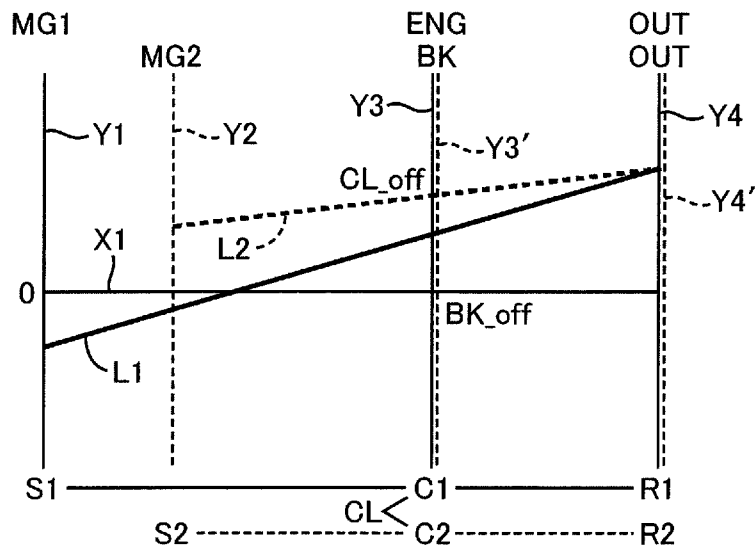 MG1 ENG OUT
MG2 BK OUT
Y1 Y2 Y3 Y4
Y3′
CL_off Y4′
L2
X1
0
BK_off
L1
S1 C1 R1
CL
S2 C2 R2